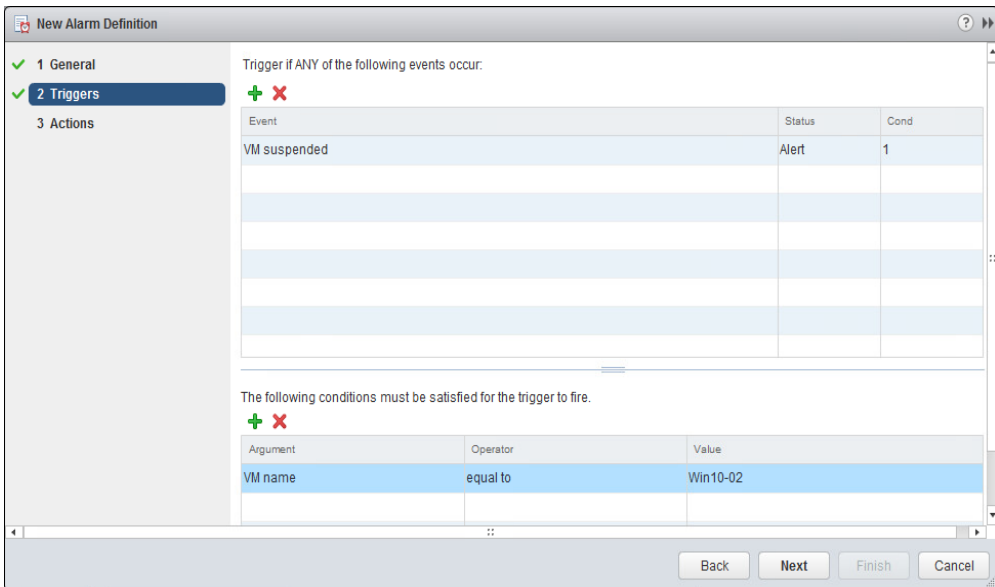 New Alarm Definition
1 General
2 Triggers
3 Actions
Trigger if ANY of the following events occur:
Event Status Cond
VM suspended Alert 1
The following conditions must be satisfied for the trigger to fire.
Argument Operator Value
VM name equal to Win10-02
Back Next Finish Cancel